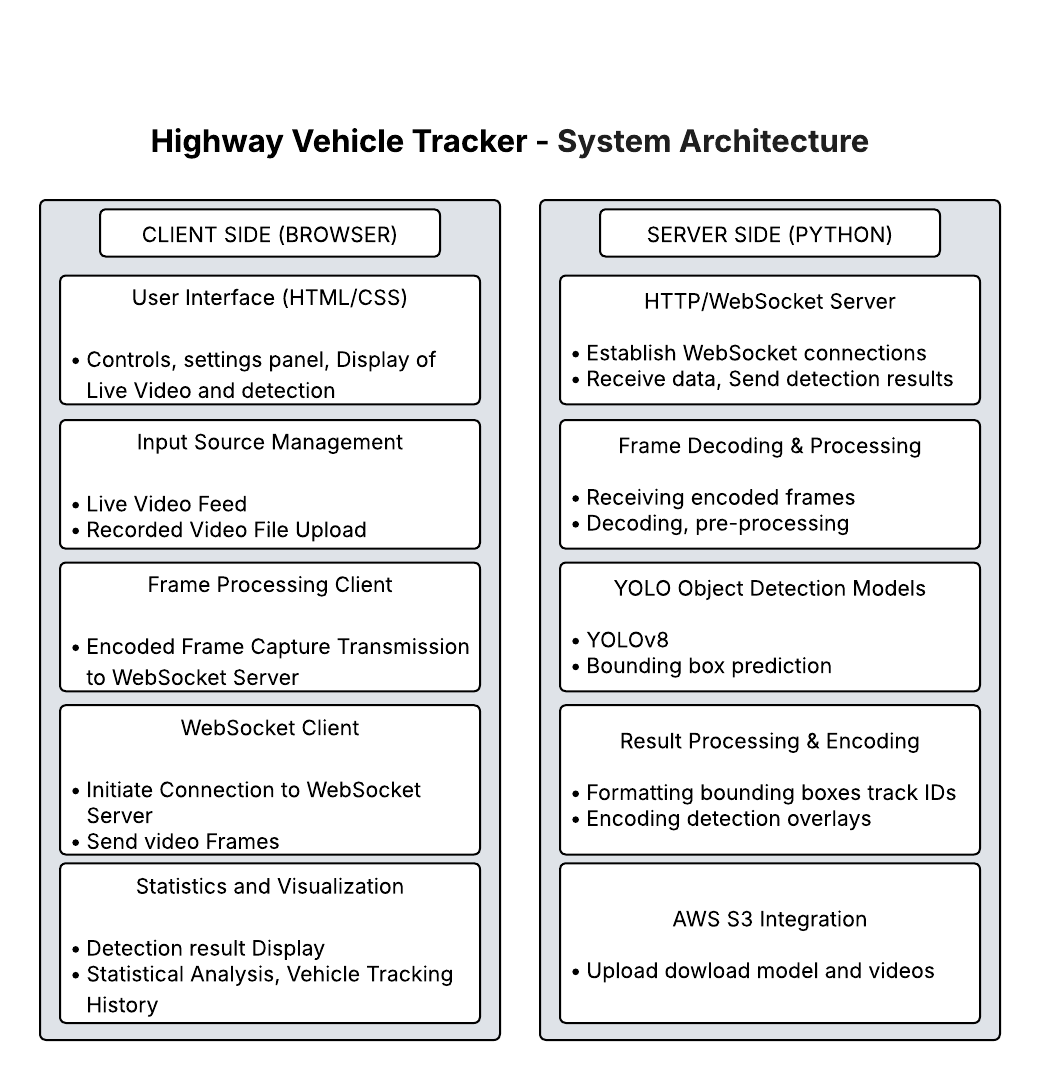 Highway Vehicle Tracker - System Architecture
CLIENT SIDE (BROWSER)
User Interface (HTML/CSS)
• Controls, settings panel, Display of
Live Video and detection
Input Source Management
• Live Video Feed
• Recorded Video File Upload
Frame Processing Client
• Encoded Frame Capture Transmission
to WebSocket Server
WebSocket Client
• Initiate Connection to WebSocket
Server
• Send video Frames
Statistics and Visualization
• Detection result Display
• Statistical Analysis, Vehicle Tracking
History
SERVER SIDE (PYTHON)
HTTP/WebSocket Server
• Establish WebSocket connections
• Receive data, Send detection results
Frame Decoding & Processing
• Receiving encoded frames
• Decoding, pre-processing
YOLO Object Detection Models
• YOLOv8
• Bounding box prediction
Result Processing & Encoding
• Formatting bounding boxes track IDs
• Encoding detection overlays
AWS S3 Integration
• Upload dowload model and videos